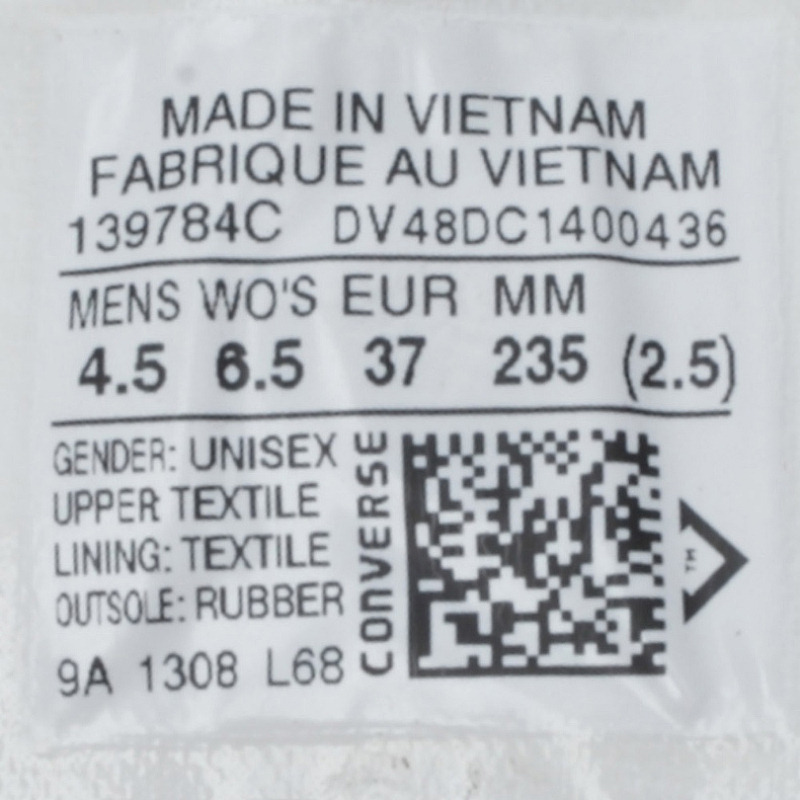 MADE IN VIETNAM
FABRIQUE AU VIETNAM
139784C DV48DC1400436
MENS WO'S EUR MM
4.5 6.5 37 235 (2.5)
GENDER: UNISEX
UPPER TEXTILE
LINING: TEXTILE
OUTSOLE: RUBBER
9A 1308 L68
CONVERSE
TM